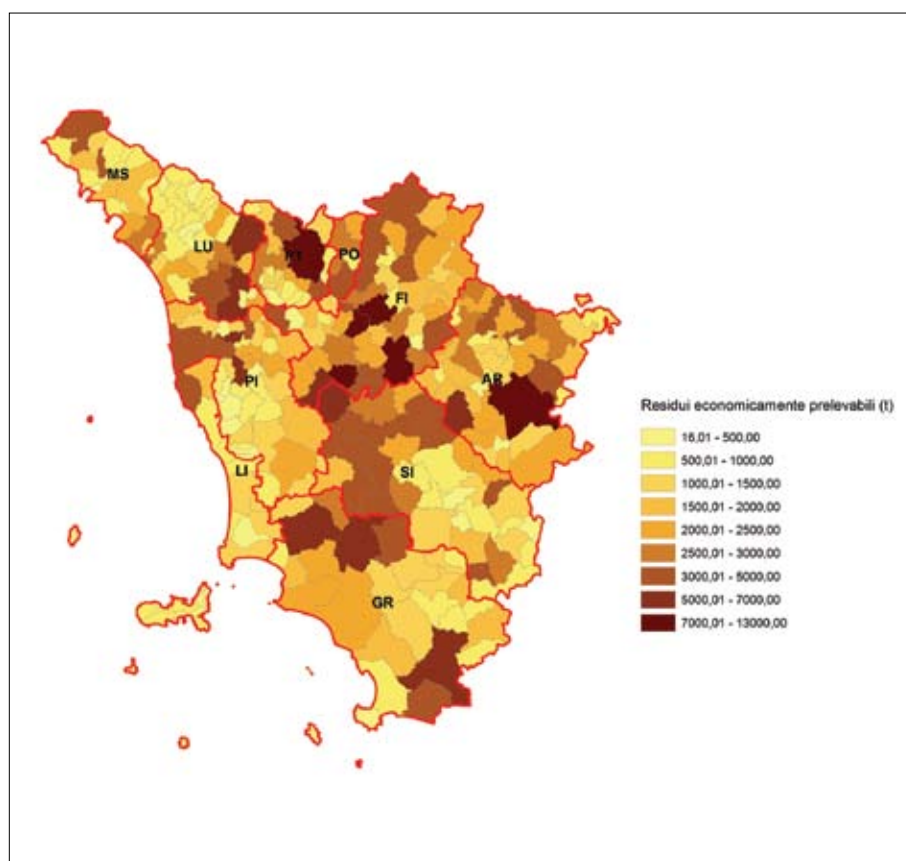 MS
LU
PT
PO
FI
PI
AR
LI
SI
GR
Residui economicamente prelevabili (t)
16,01 - 500,00
500,01 - 1000,00
1000,01 - 1500,00
1500,01 - 2000,00
2000,01 - 2500,00
2500,01 - 3000,00
3000,01 - 5000,00
5000,01 - 7000,00
7000,01 - 13000,00